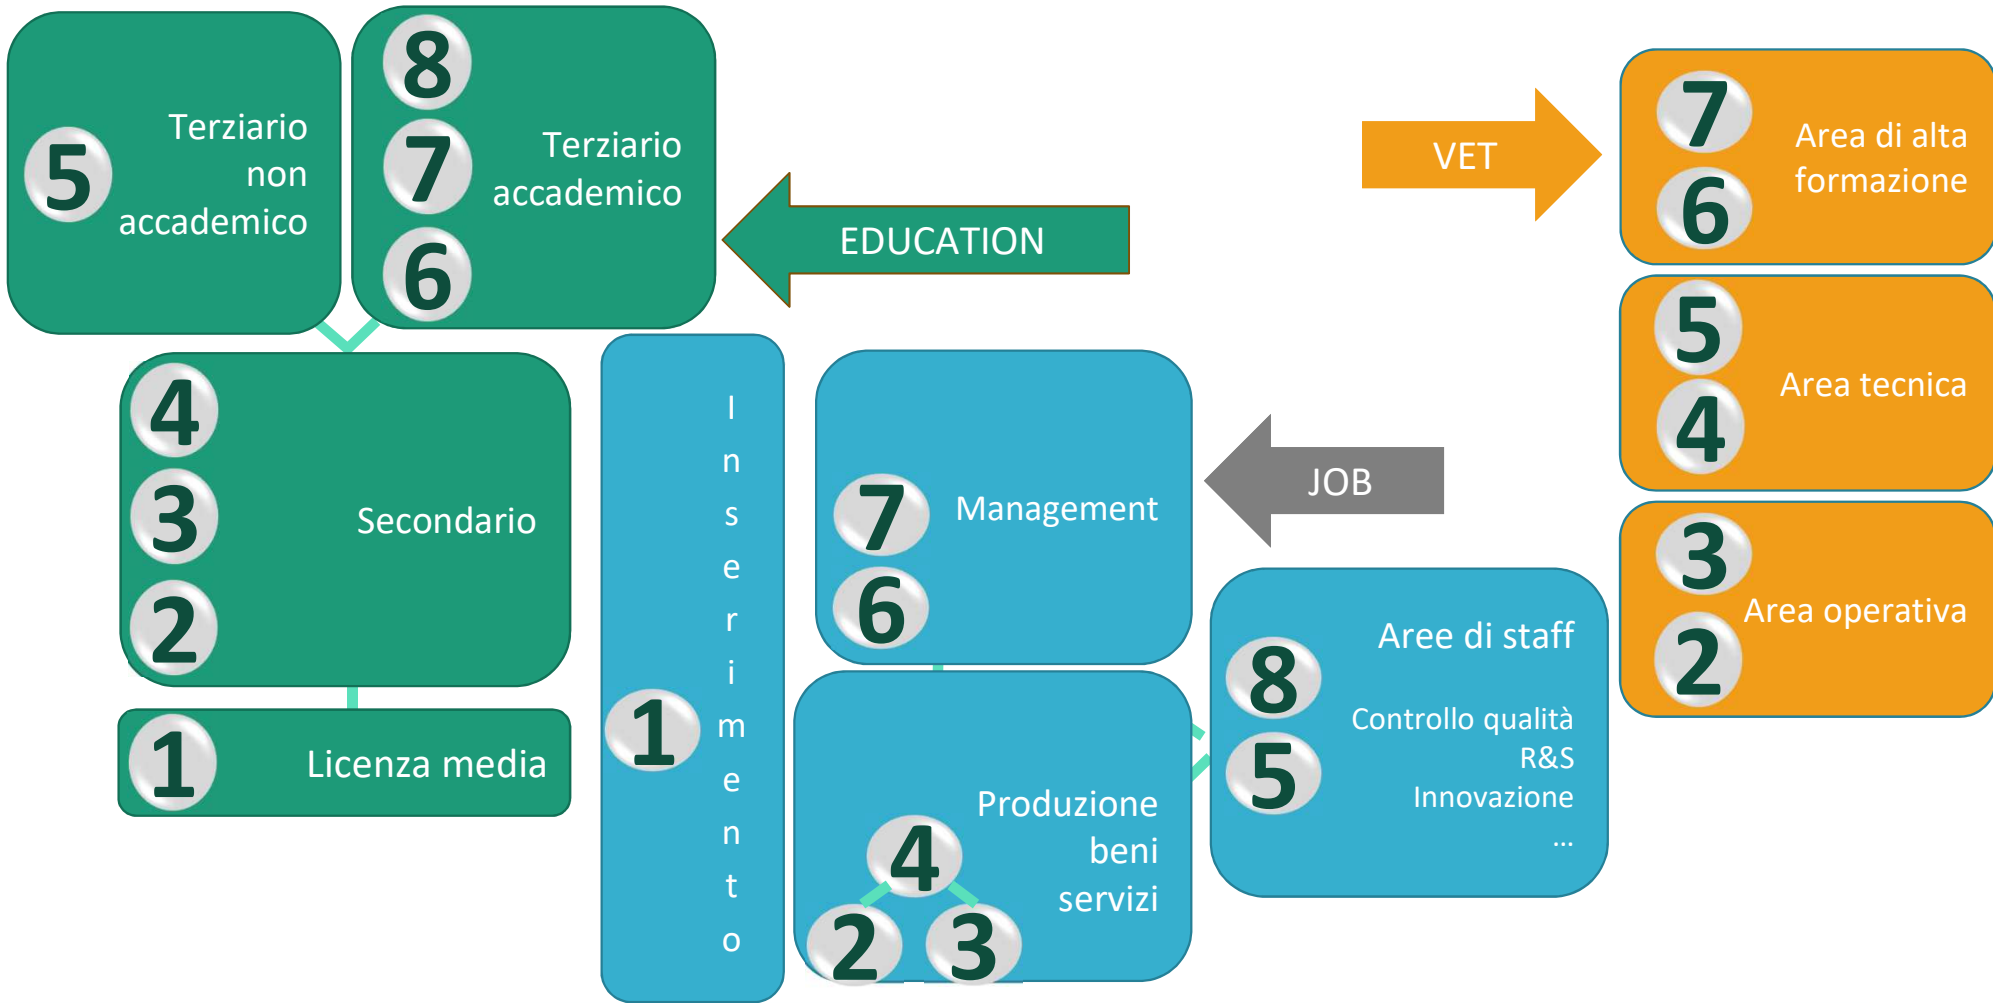 5
Terziario
non
accademico
8
7
6
Terziario
accademico
EDUCATION
4
3
2
Secondario
1
Licenza media
1
I
n
s
e
r
i
m
e
n
t
o
7
6
Management
JOB
Produzione
beni
servizi
4
2
3
8
5
Aree di staff
Controllo qualità
R&S
Innovazione
...
VET
7
6
Area di alta
formazione
5
4
Area tecnica
3
2
Area operativa